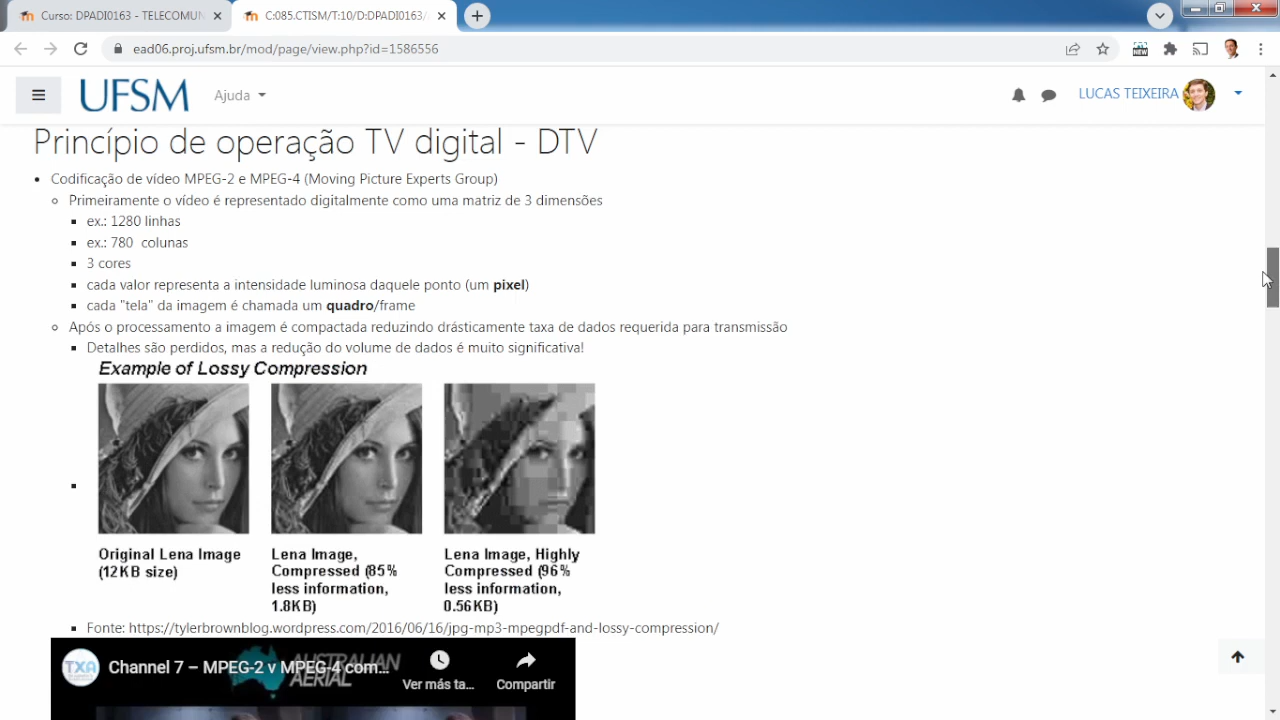 Curso: DPADI0163 - TELECOMUN
C:085.CTISM/T:10/D:DPADI0163/
ead06.proj.ufsm.br/mod/page/view.php?id=1586556
NEW
UFSM
Ajuda
LUCAS TEIXEIRA
Princípio de operação TV digital - DTV
Codificação de vídeo MPEG-2 e MPEG-4 (Moving Picture Experts Group)
Primeiramente o vídeo é representado digitalmente como uma matriz de 3 dimensões
ex.: 1280 linhas
ex.: 780 colunas
3 cores
cada valor representa a intensidade luminosa daquele ponto (um pixel)
cada "tela" da imagem é chamada um quadro/frame
Após o processamento a imagem é compactada reduzindo drásticamente taxa de dados requerida para transmissão
Detalhes são perdidos, mas a redução do volume de dados é muito significativa!
Example of Lossy Compression
Original Lena Image
(12KB size)
Lena Image,
Compressed (85%
less information,
1.8KB)
Lena Image, Highly
Compressed (96%
less information,
0.56KB)
Fonte: https://tylerbrownblog.wordpress.com/2016/06/16/jpg-mp3-mpegpdf-and-lossy-compression/
TXA
Channel 7 – MPEG-2 v MPEG-4 com...
AUSTRALIAN
AERIAL
Ver más ta...
Compartir